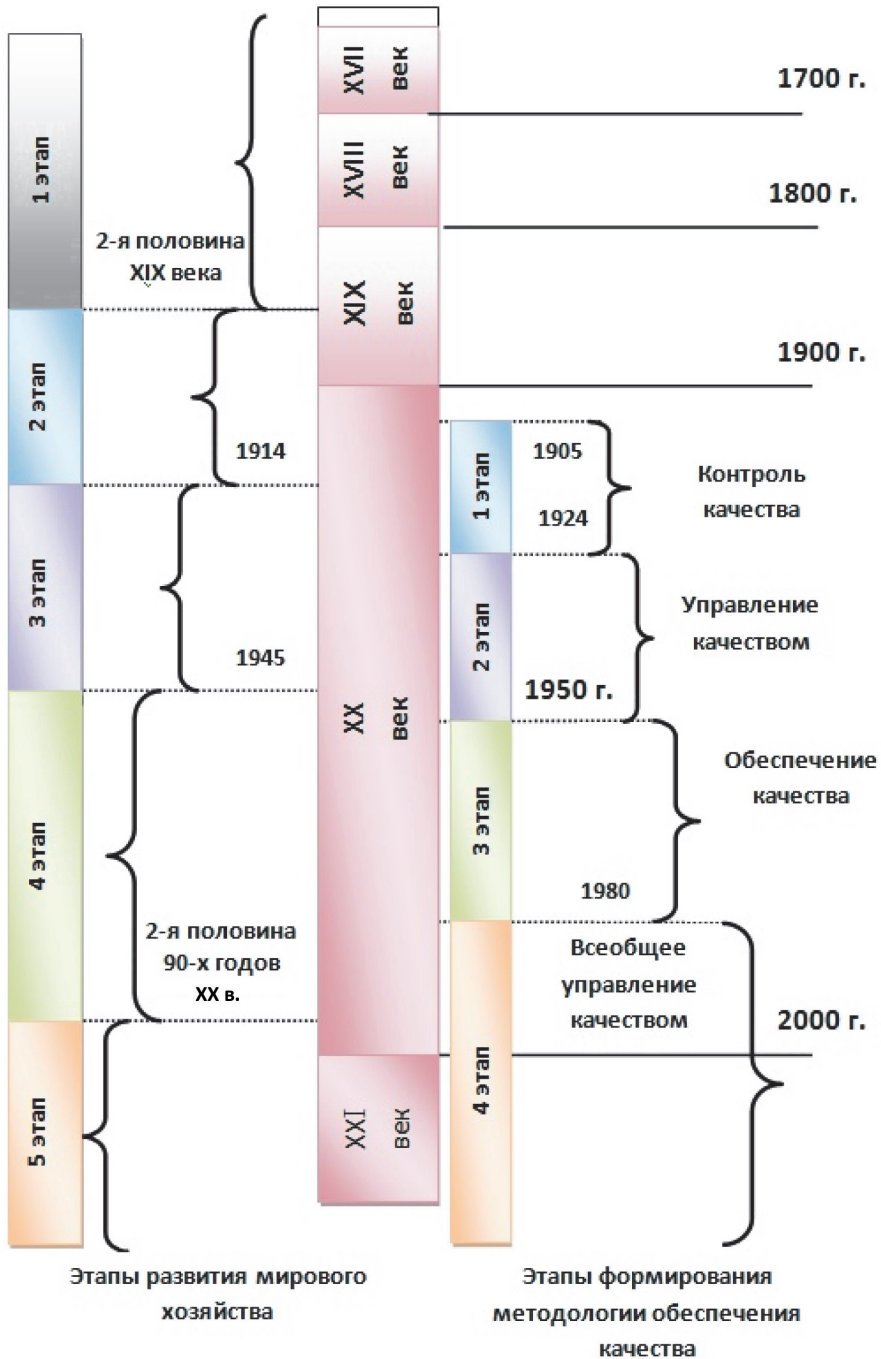 1 этап
2-я половина
XIX века
2 этап
1914
3 этап
1945
4 этап
2-я половина
90-х годов
XX в.
5 этап
Этапы развития мирового
хозяйства
XVII
век
XVIII
век
XIX
век
XX
век
XXI
век
1700 г.
1800 г.
1900 г.
1 этап
1905
1924
Контроль
качества
2 этап
Управление
качеством
1950 г.
3 этап
Обеспечение
качества
1980
4 этап
Всеобщее
управление
качеством
2000 г.
Этапы формирования
методологии обеспечения
качества